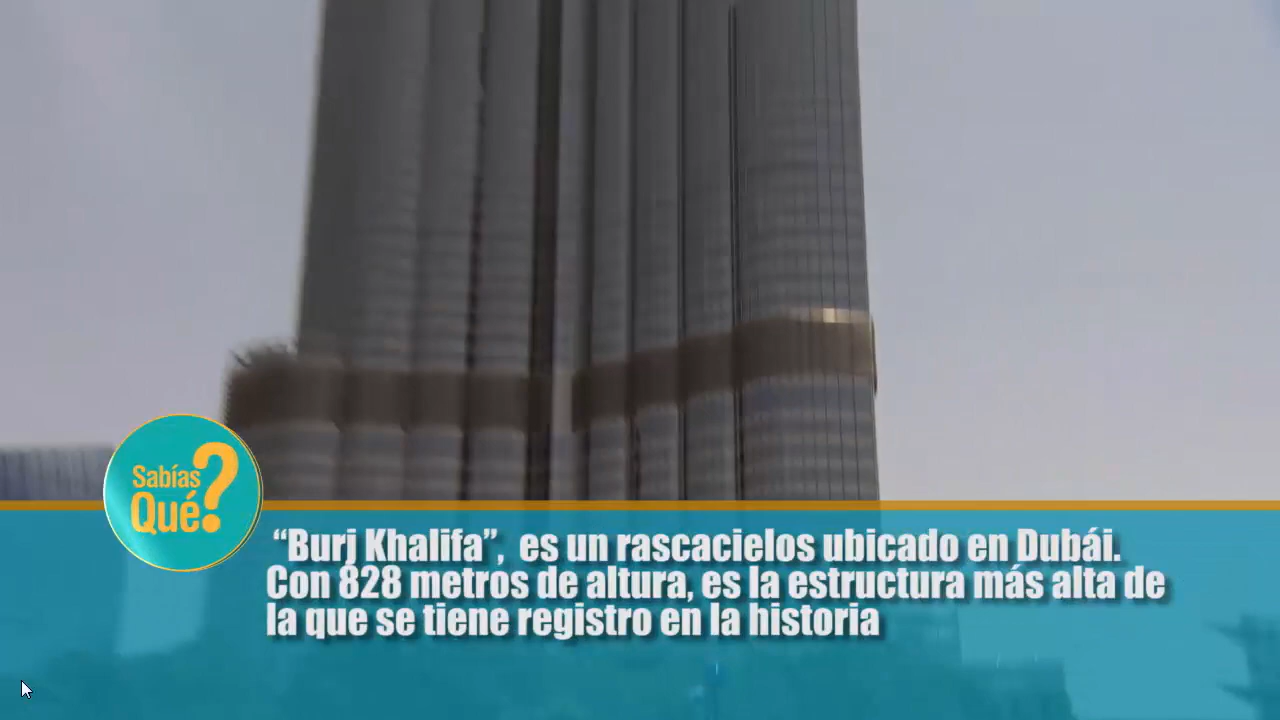 Sabías
Qué?
“Burj Khalifa”, es un rascacielos ubicado en Dubái.
Con 828 metros de altura, es la estructura más alta de
la que se tiene registro en la historia